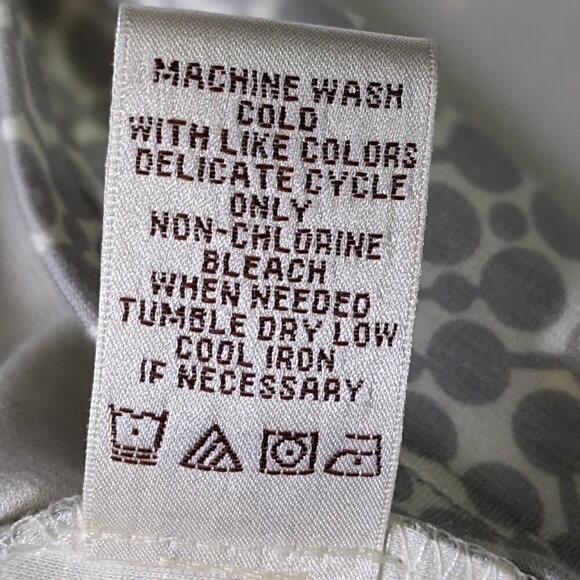 MACHINE WASH
COLD
WITH LIKE COLORS
DELICATE CYCLE
ONLY
NON-CHLORINE
BLEACH
WHEN NEEDED
TUMBLE DRY LOW
COOL IRON
IF NECESSARY